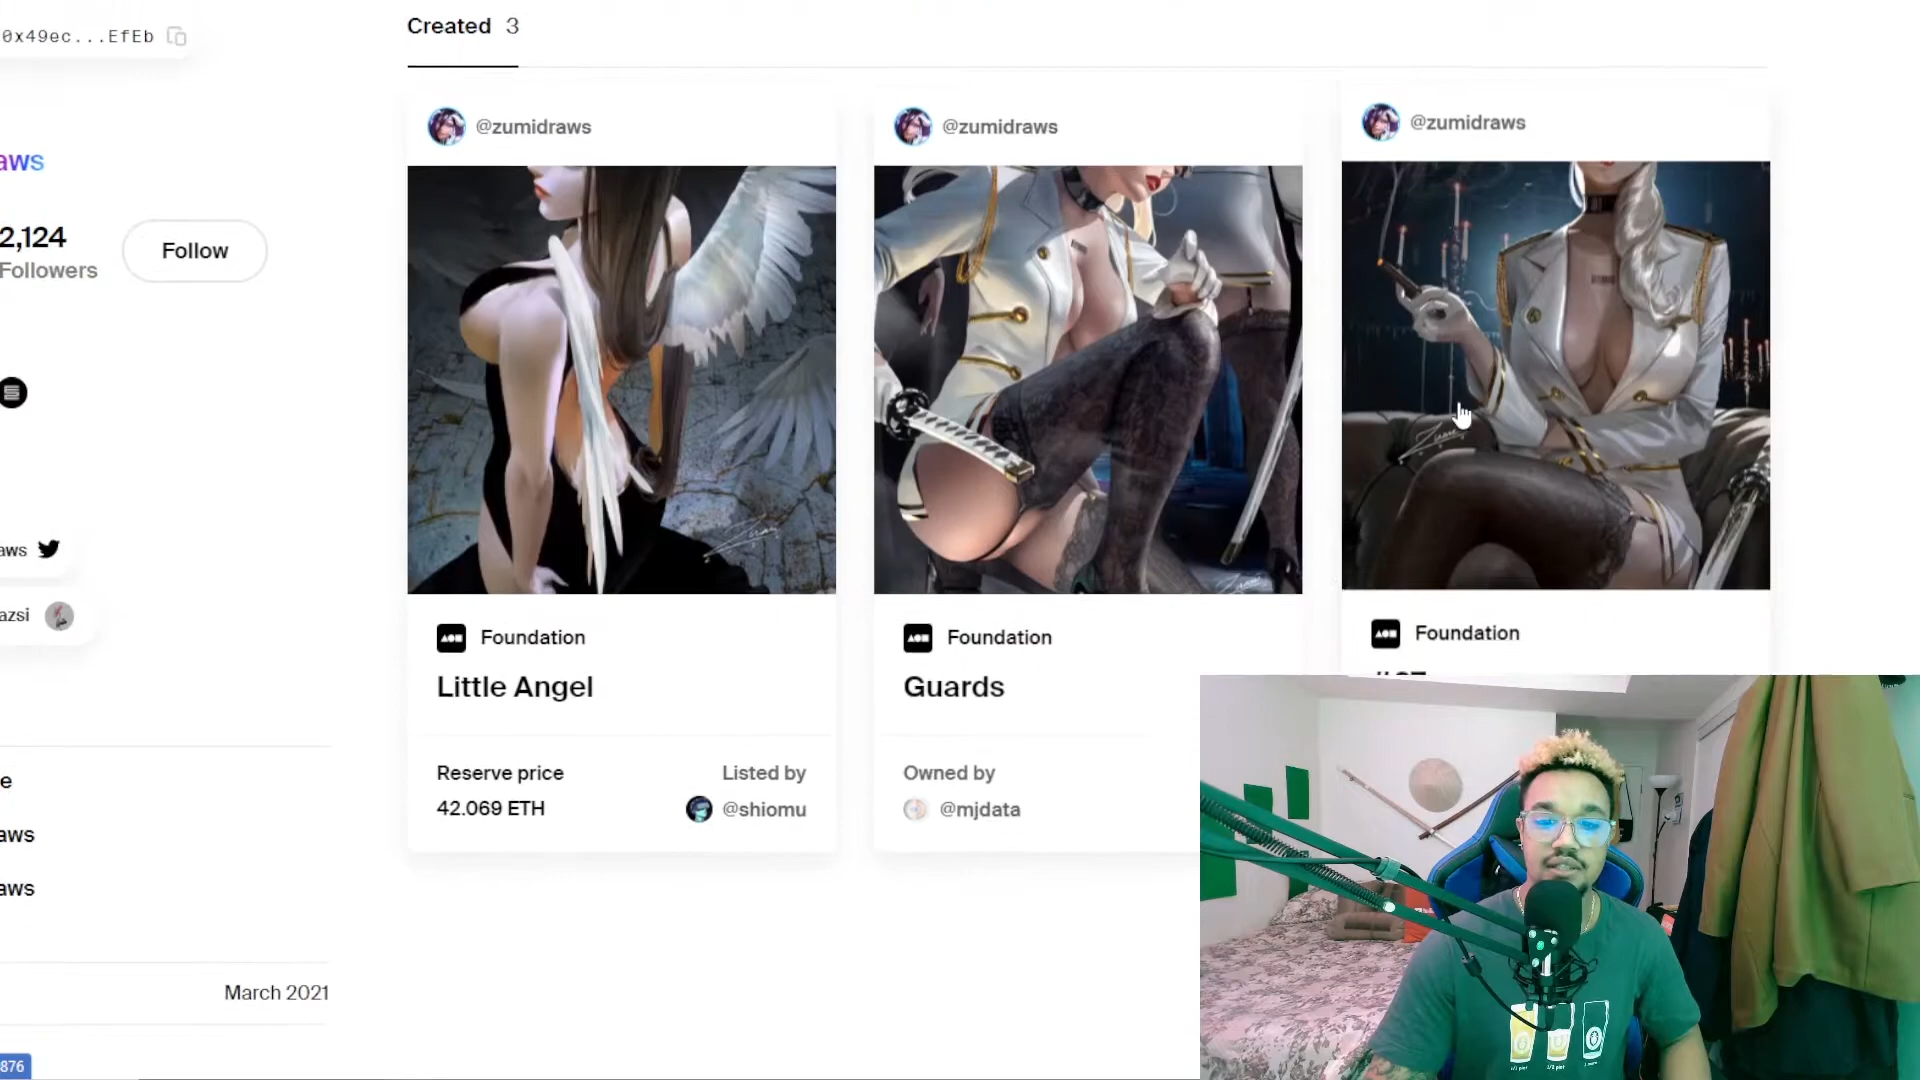 0x49ec...EfEb
Created 3
aws
2,124
Followers
Follow
@zumidraws
@zumidraws
@zumidraws
aws
azsi
Foundation
Little Angel
Reserve price
42.069 ETH
Listed by
@shiomu
Foundation
Guards
Owned by
@mjdata
Foundation
e
aws
aws
March 2021
876